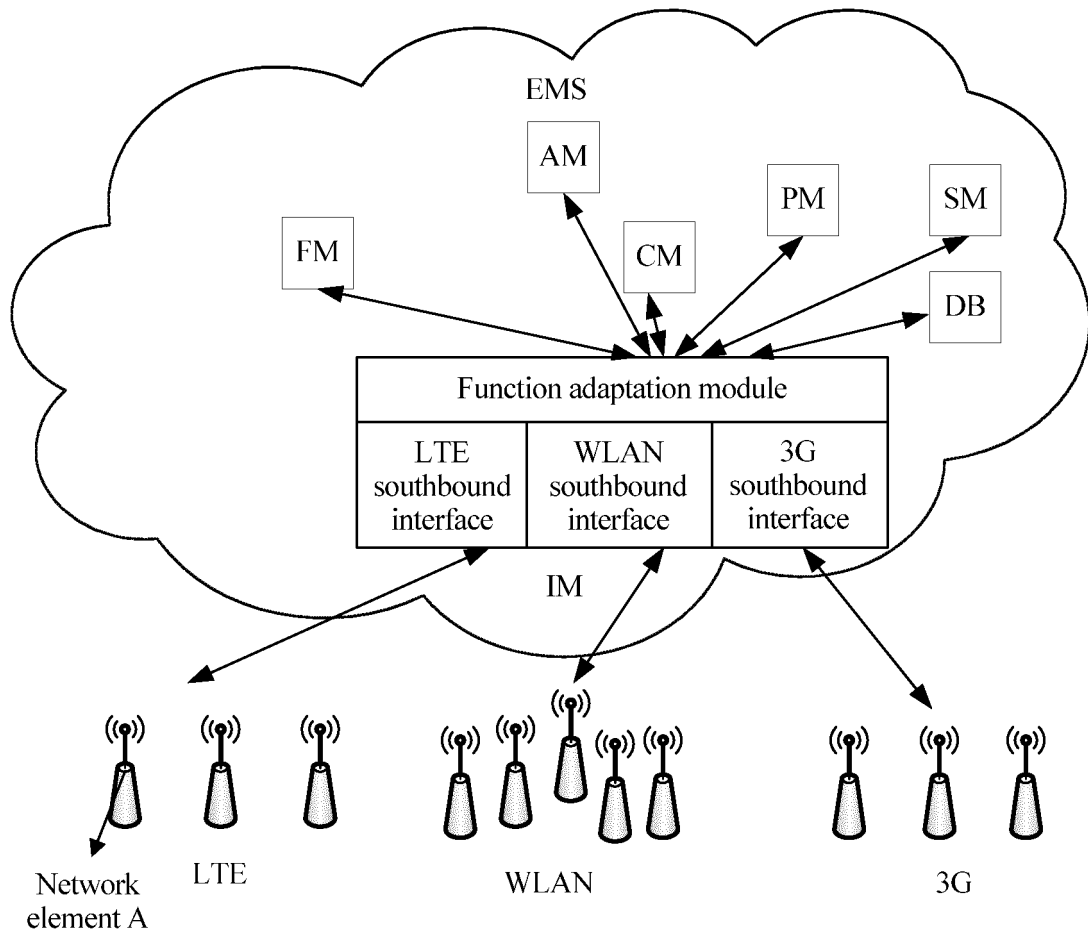 EMS
AM
PM
SM
FM
CM
DB
Function adaptation module
LTE
southbound
interface
WLAN
southbound
interface
3G
southbound
interface
IM
LTE
WLAN
3G
Network
element A